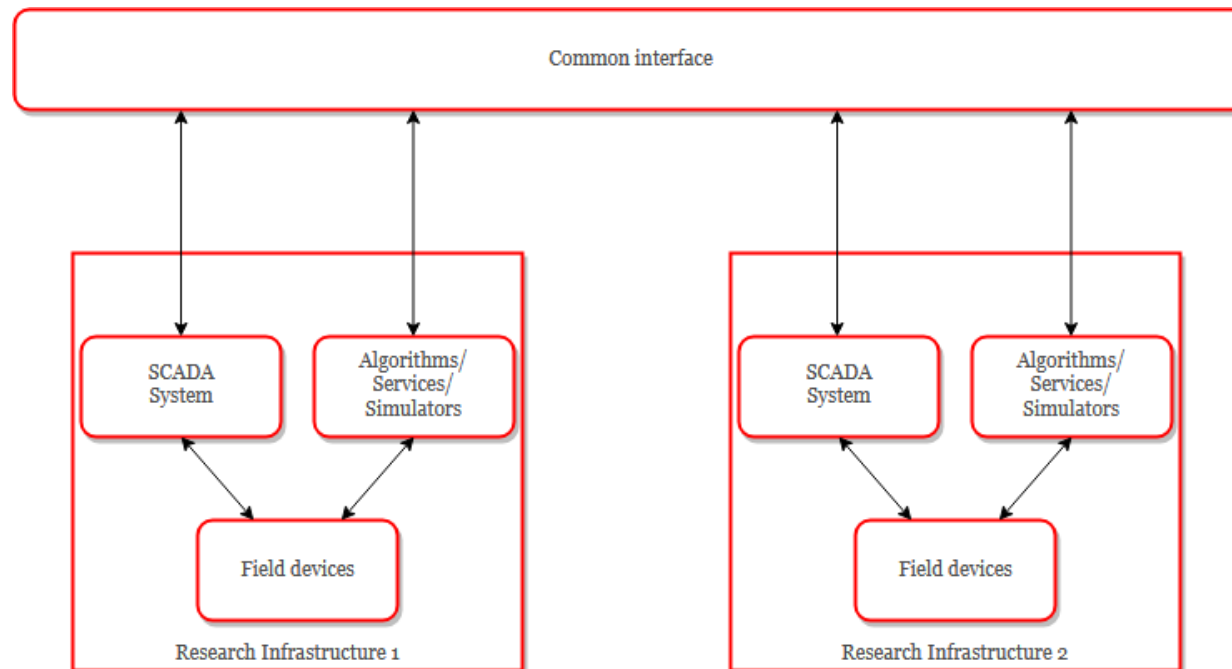 Common interface
SCADA
System
Algorithms/
Services/
Simulators
Field devices
Research Infrastructure 1
SCADA
System
Algorithms/
Services/
Simulators
Field devices
Research Infrastructure 2